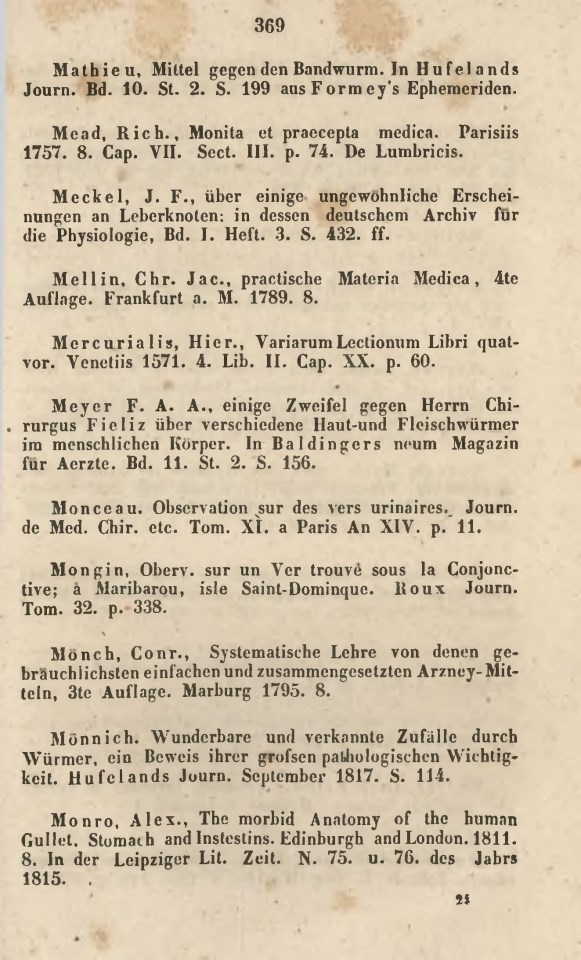 369
Mathieu, Mittel gegen den Bandwurm. In Hufelands
Journ. Bd. 10. St. 2. S. 199 aus Formey's Ephemeriden.
Mead, Rich., Monita et praecepta medica. Parisiis
1757. 8. Cap. VII. Sect. III. p. 74. De Lumbricis.
Meckel, J. F., über einige ungewöhnliche Erschei-
nungen an Leberknoten: in dessen deutschem Archiv für
die Physiologie, Bd. I. Heft. 3. S. 432. ff.
Mellin, Chr. Jac., practische Materia Medica, 4te
Auflage. Frankfurt a. M. 1789. 8.
Mercurialis, Hier., Variarum Lectionum Libri quat-
vor. Venetiis 1571. 4. Lib. II. Cap. XX. p. 60.
Meyer F. A. A., einige Zweifel gegen Herrn Chi-
rurgus Fieliz über verschiedene Haut-und Fleischwürmer
im menschlichen Körper. In Baldingers neuum Magazin
für Aerzte. Bd. 11. St. 2. S. 156.
Monceau. Observation sur des vers urinaires. Journ.
de Med. Chir. etc. Tom. XI. a Paris An XIV. p. 11.
Mongin, Oberv. sur un Ver trouvê sous la Conjonc-
tive; à Maribarou, isle Saint-Dominque. Roux Journ.
Tom. 32. p. 338.
Mönch, Conr., Systematische Lehre von denen ge-
bräuchlichsten einfachen und zusammengesetzten Arzney-Mit-
teln, 3te Auflage. Marburg 1795. 8.
Mönnich. Wunderbare und verkannte Zufälle durch
Würmer, ein Beweis ihrer grofsen pathologischen Wichtig-
keit. Hufelands Journ. September 1817. S. 114.
Monro, Alex., The morbid Anatomy of the human
Gullet, Stomach and Instestins. Edinburgh and London. 1811.
8. In der Leipziger Lit. Zeit. N. 75. u. 76. des Jahrs
1815.